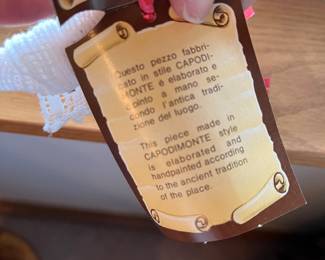 Questo pezzo fabbri-
cato in stile CAPODI-
MONTE è elaborato e
dipinto a mano se-
condo l'antica tradi-
zione del luogo.
This piece made in
CAPODIMONTE style
is elaborated and
handpainted according
to the ancient tradition
of the place.